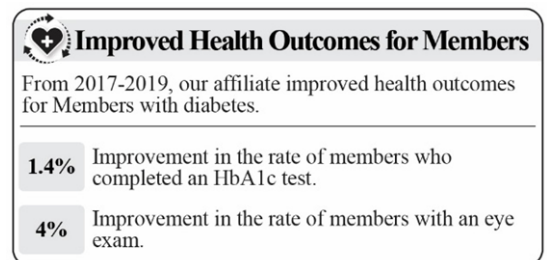 Improved Health Outcomes for Members
From 2017-2019, our affiliate improved health outcomes
for Members with diabetes.
1.4%
Improvement in the rate of members who
completed an HbA1c test.
4%
Improvement in the rate of members with an eye
exam.